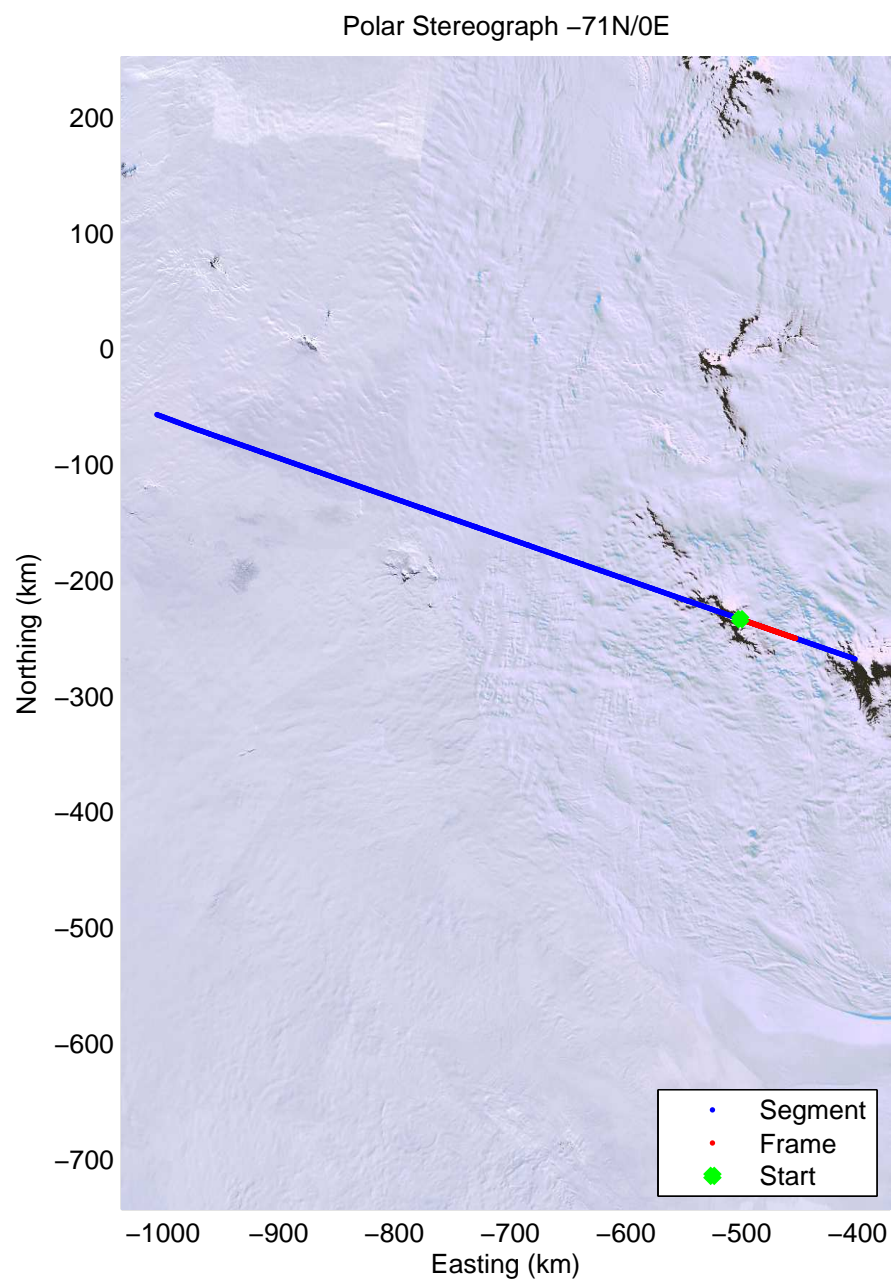 Polar Stereograph −71N/0E
200
100
0
−100
−200
−300
−400
−500
−600
−700
Northing (km)
−1000 −900 −800 −700 −600 −500 −400
Easting (km)
Segment
Frame
Start